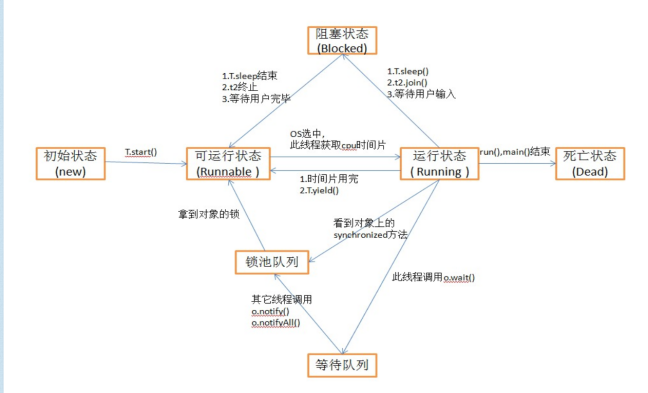 阻塞状态
(Blocked)
1.T.sleep结束
2.t2终止
3.等待用户完毕
1.T.sleep()
2.t2.join()
3.等待用户输入
OS选中,
此线程获取cpu时间片
初始状态
(new)
T.start()
可运行状态
(Runnable )
运行状态
( Running )
run(),main()结束
死亡状态
(Dead)
1.时间片用完
2.T.yield()
拿到对象的锁
看到对象上的
synchronized方法
锁池队列
此线程调用o.wait()
其它线程调用
o.notify()
o.notifyAll()
等待队列